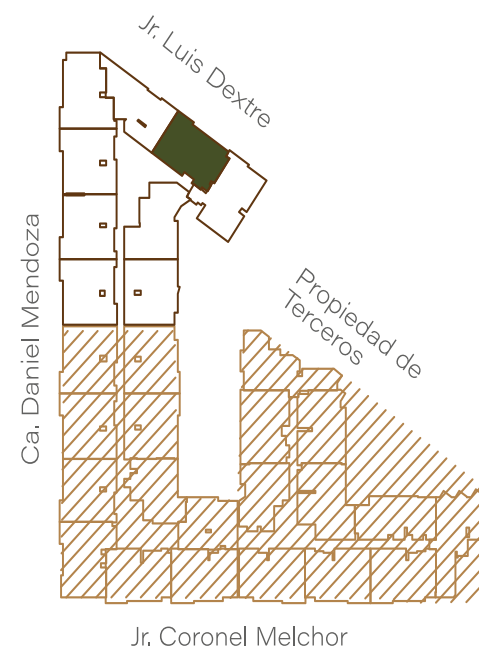 Jr. Luis Dextre
Ca. Daniel Mendoza
Propiedad de
Terceros
Jr. Coronel Melchor